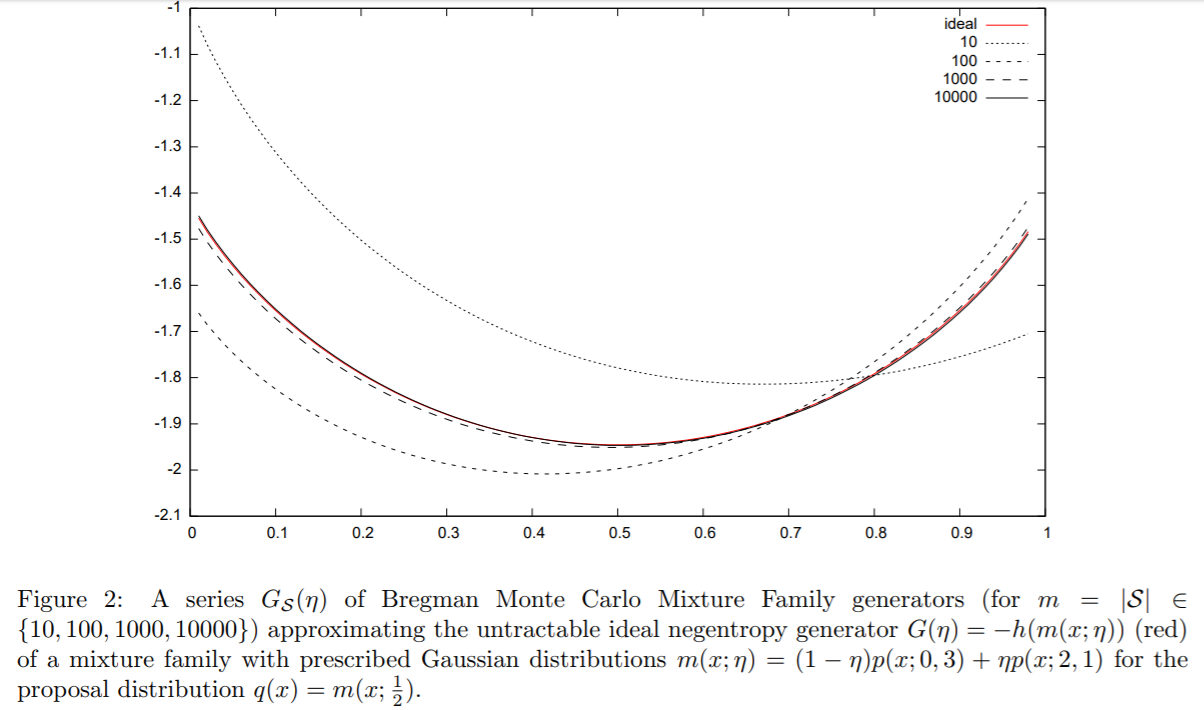 -1
-1.1
-1.2
-1.3
-1.4
-1.5
-1.6
-1.7
-1.8
-1.9
-2
-2.1
0 0.1 0.2 0.3 0.4 0.5 0.6 0.7 0.8 0.9 1
ideal
10
100
1000
10000
Figure 2: A series G_S(η) of Bregman Monte Carlo Mixture Family generators (for m = |S| ∈
{10, 100, 1000, 10000}) approximating the untractable ideal negentropy generator G(η) = −h(m(x; η)) (red)
of a mixture family with prescribed Gaussian distributions m(x; η) = (1 − η)p(x; 0, 3) + ηp(x; 2, 1) for the
proposal distribution q(x) = m(x; 1/2).